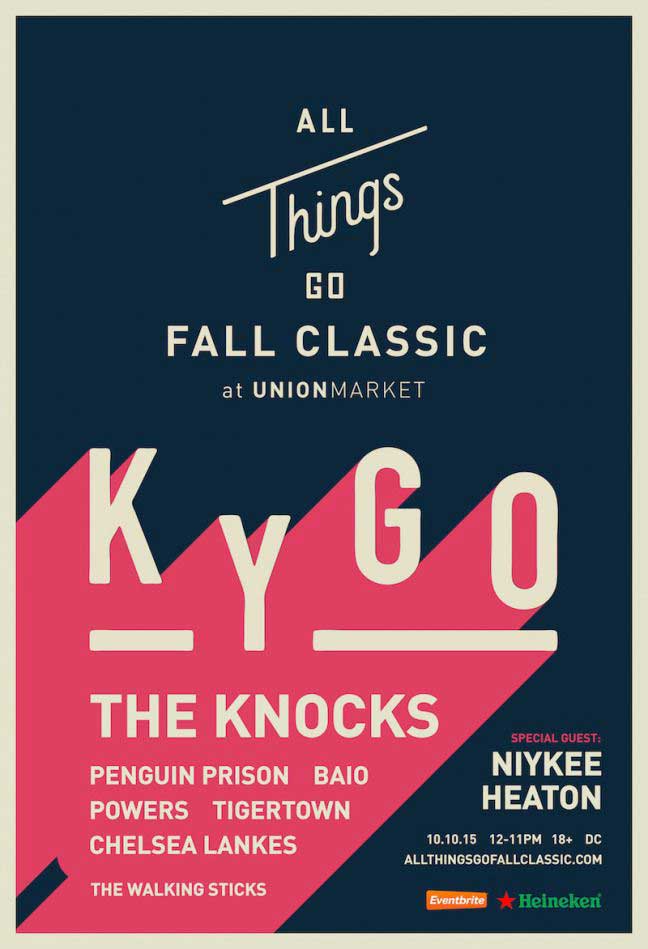 ALL
Things
GO
FALL CLASSIC
at UNIONMARKET
KYGO
THE KNOCKS
PENGUIN PRISON BAIO
POWERS TIGERTOWN
CHELSEA LANKES
THE WALKING STICKS
SPECIAL GUEST:
NIYKEE
HEATON
10.10.15 12-11PM 18+ DC
ALLTHINGSGOFALLCLASSIC.COM
Eventbrite Heineken